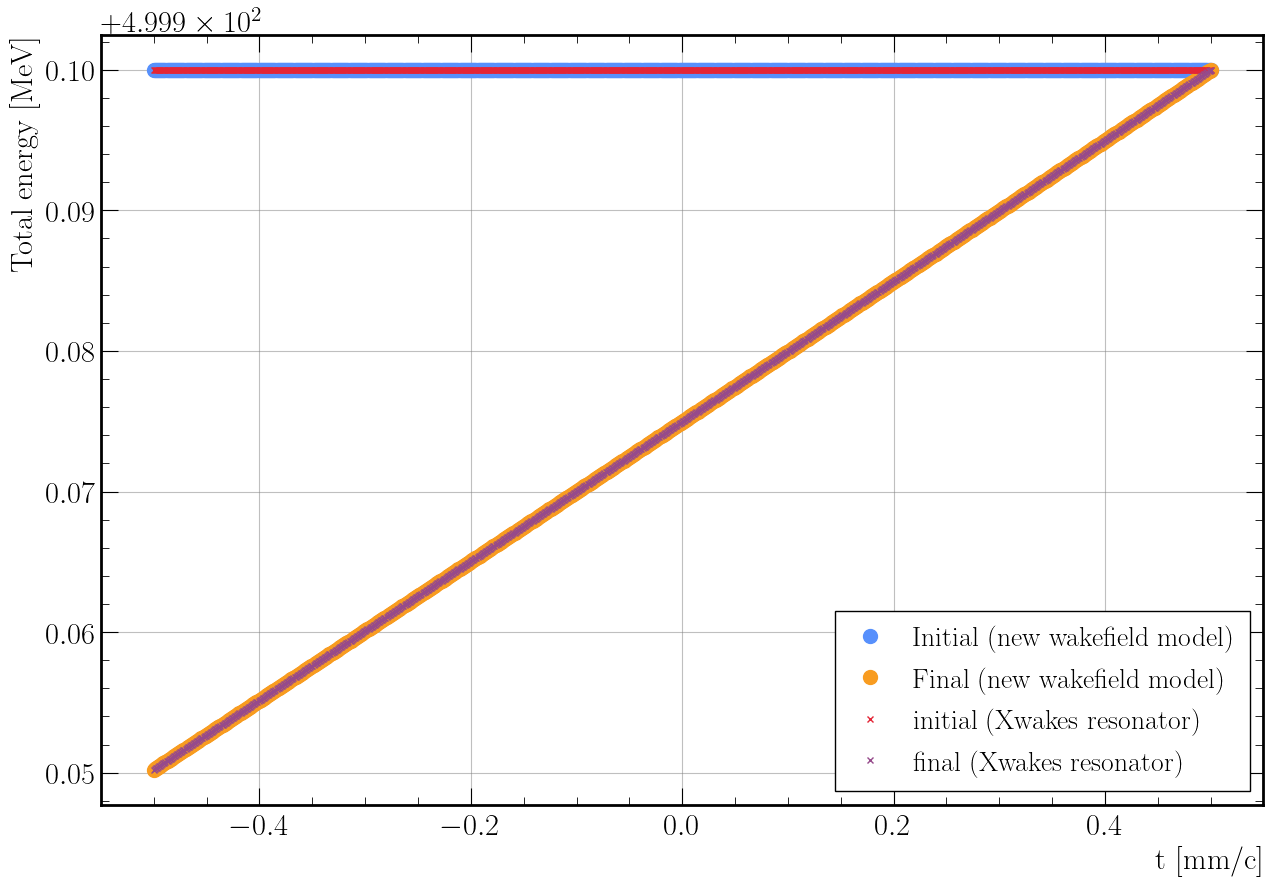 +4.999 × 10²
Total energy [MeV]
0.10
0.09
0.08
0.07
0.06
0.05
−0.4
−0.2
0.0
0.2
0.4
t [mm/c]
Initial (new wakefield model)
Final (new wakefield model)
initial (Xwakes resonator)
final (Xwakes resonator)